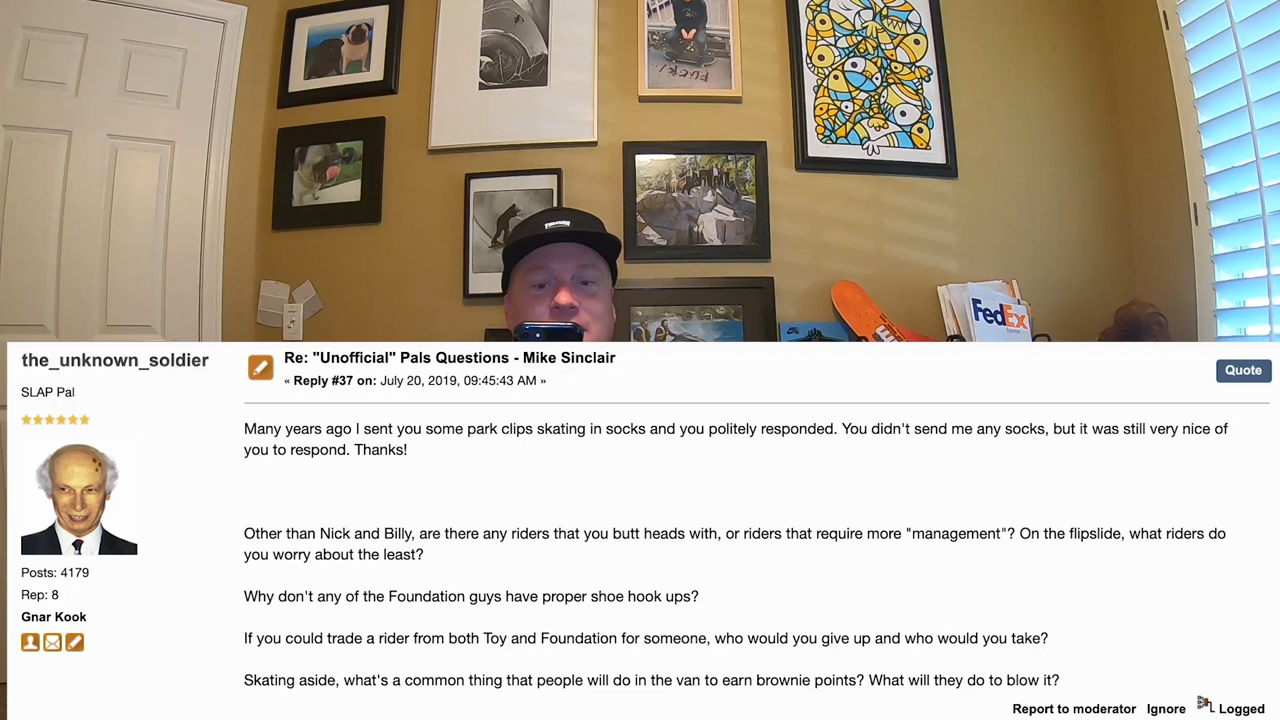 FUCK!
THRASHER
FedEx
Express
the_unknown_soldier
SLAP Pal
Posts: 4179
Rep: 8
Gnar Kook
Re: "Unofficial" Pals Questions - Mike Sinclair
« Reply #37 on: July 20, 2019, 09:45:43 AM »
Quote
Many years ago I sent you some park clips skating in socks and you politely responded. You didn't send me any socks, but it was still very nice of
you to respond. Thanks!
Other than Nick and Billy, are there any riders that you butt heads with, or riders that require more "management"? On the flipslide, what riders do
you worry about the least?
Why don't any of the Foundation guys have proper shoe hook ups?
If you could trade a rider from both Toy and Foundation for someone, who would you give up and who would you take?
Skating aside, what's a common thing that people will do in the van to earn brownie points? What will they do to blow it?
Report to moderator Ignore Logged